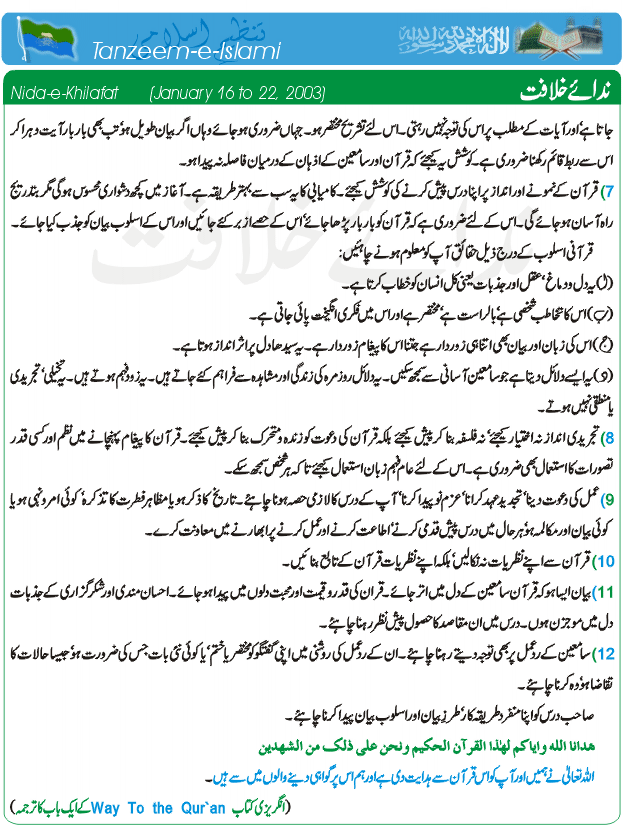 تنظیم اسلامی
Tanzeem-e-Islami
لا اله الا الله محمد رسول الله
Nida-e-Khilafat (January 16 to 22, 2003) ندائے خلافت
جاتا ہے‘ اور آیات کے مطلب پر اس کی توجہ نہیں رہتی۔ اس لئے تشریح مختصر ہو۔ جہاں ضروری ہو جائے وہاں اگر بیان طویل ہو‘ تب بھی بار بار آیت دہرا کر
اس سے ربط قائم رکھنا ضروری ہے۔ کوشش یہ کیجئے کہ قرآن اور سامعین کے اذہان کے درمیان فاصلہ نہ پیدا ہو۔
7) قرآن کے نمونے اور انداز پر اپنا درس پیش کرنے کی کوشش کیجئے۔ کامیابی کا یہ سب سے بہتر طریقہ ہے۔ آغاز میں کچھ دشواری محسوس ہو گی مگر بتدریج
راہ آسان ہو جائے گی۔ اس کے لئے ضروری ہے کہ قرآن کو بار بار پڑھا جائے‘ اس کے حصے ازبر کئے جائیں اور اس کے اسلوب بیان کو جذب کیا جائے۔
قرآنی اسلوب کے درج ذیل حقائق آپ کو معلوم ہونے چاہئیں:
(ا) یہ دل و دماغ‘ عقل اور جذبات یعنی کل انسان کو خطاب کرتا ہے۔
(ب) اس کا تخاطب شخصی ہے‘ بالراست ہے‘ مختصر ہے اور اس میں فکری انگیخت پائی جاتی ہے۔
(ج) اس کی زبان اور بیان بھی اتنا ہی زوردار ہے جتنا اس کا پیغام زوردار ہے۔ یہ سیدھا دل پر اثر انداز ہوتا ہے۔
(د) یہ ایسے دلائل دیتا ہے جو سامعین آسانی سے سمجھ سکیں۔ یہ دلائل روزمرہ کی زندگی اور مشاہدہ سے فراہم کئے جاتے ہیں۔ یہ زود فہم ہوتے ہیں۔ یہ تخیلی‘ تجریدی
یا منطقی نہیں ہوتے۔
8) تجریدی انداز نہ اختیار کیجئے‘ نہ فلسفہ بنا کر پیش کیجئے بلکہ قرآن کی دعوت کو زندہ و متحرک بنا کر پیش کیجئے۔ قرآن کا پیغام پہنچانے میں نظم اور کسی قدر
تصورات کا استعمال بھی ضروری ہے۔ اس کے لئے عام فہم زبان استعمال کیجئے تاکہ ہر شخص سمجھ سکے۔
9) عمل کی دعوت دینا‘ تجدید عہد کرانا‘ عزم نو پیدا کرنا‘ آپ کے درس کا لازمی حصہ ہونا چاہئے۔ تاریخ کا ذکر ہو یا مظاہر فطرت کا تذکرہ‘ کوئی امر و نہی ہو یا
کوئی بیان اور مکالمہ ہو‘ ہر حال میں درس پیش قدمی کرنے‘ اطاعت کرنے اور عمل کرنے پر ابھارنے میں معاونت کرے۔
10) قرآن سے اپنے نظریات نہ نکالیں‘ بلکہ اپنے نظریات قرآن کے تابع بنائیں۔
11) بیان ایسا ہو کہ قرآن سامعین کے دل میں اتر جائے۔ قرآن کی قدر و قیمت اور محبت دلوں میں پیدا ہو جائے۔ احسان مندی اور شکر گزاری کے جذبات
دل میں موجزن ہوں۔ درس میں ان مقاصد کا حصول پیش نظر رہنا چاہئے۔
12) سامعین کے ردعمل پر بھی توجہ دیتے رہنا چاہئے۔ ان کے ردعمل کی روشنی میں اپنی گفتگو کو مختصر یا ختم‘ یا کوئی نئی بات جس کی ضرورت ہو‘ جیسا حالات کا
تقاضا ہو‘ وہ کرنا چاہئے۔
صاحب درس کو اپنا منفرد طریقہ کار‘ طرز بیان اور اسلوب بیان پیدا کرنا چاہئے۔
هدانا الله وایاکم لهٰذا القرآن الحکیم ونحن علی ذلک من الشهدین
اللہ تعالیٰ نے ہمیں اور آپ کو اس قرآن سے ہدایت دی ہے اور ہم اس پر گواہی دینے والوں میں سے ہیں۔
(انگریزی کتاب Way To the Qur`an کے ایک باب کا ترجمہ)